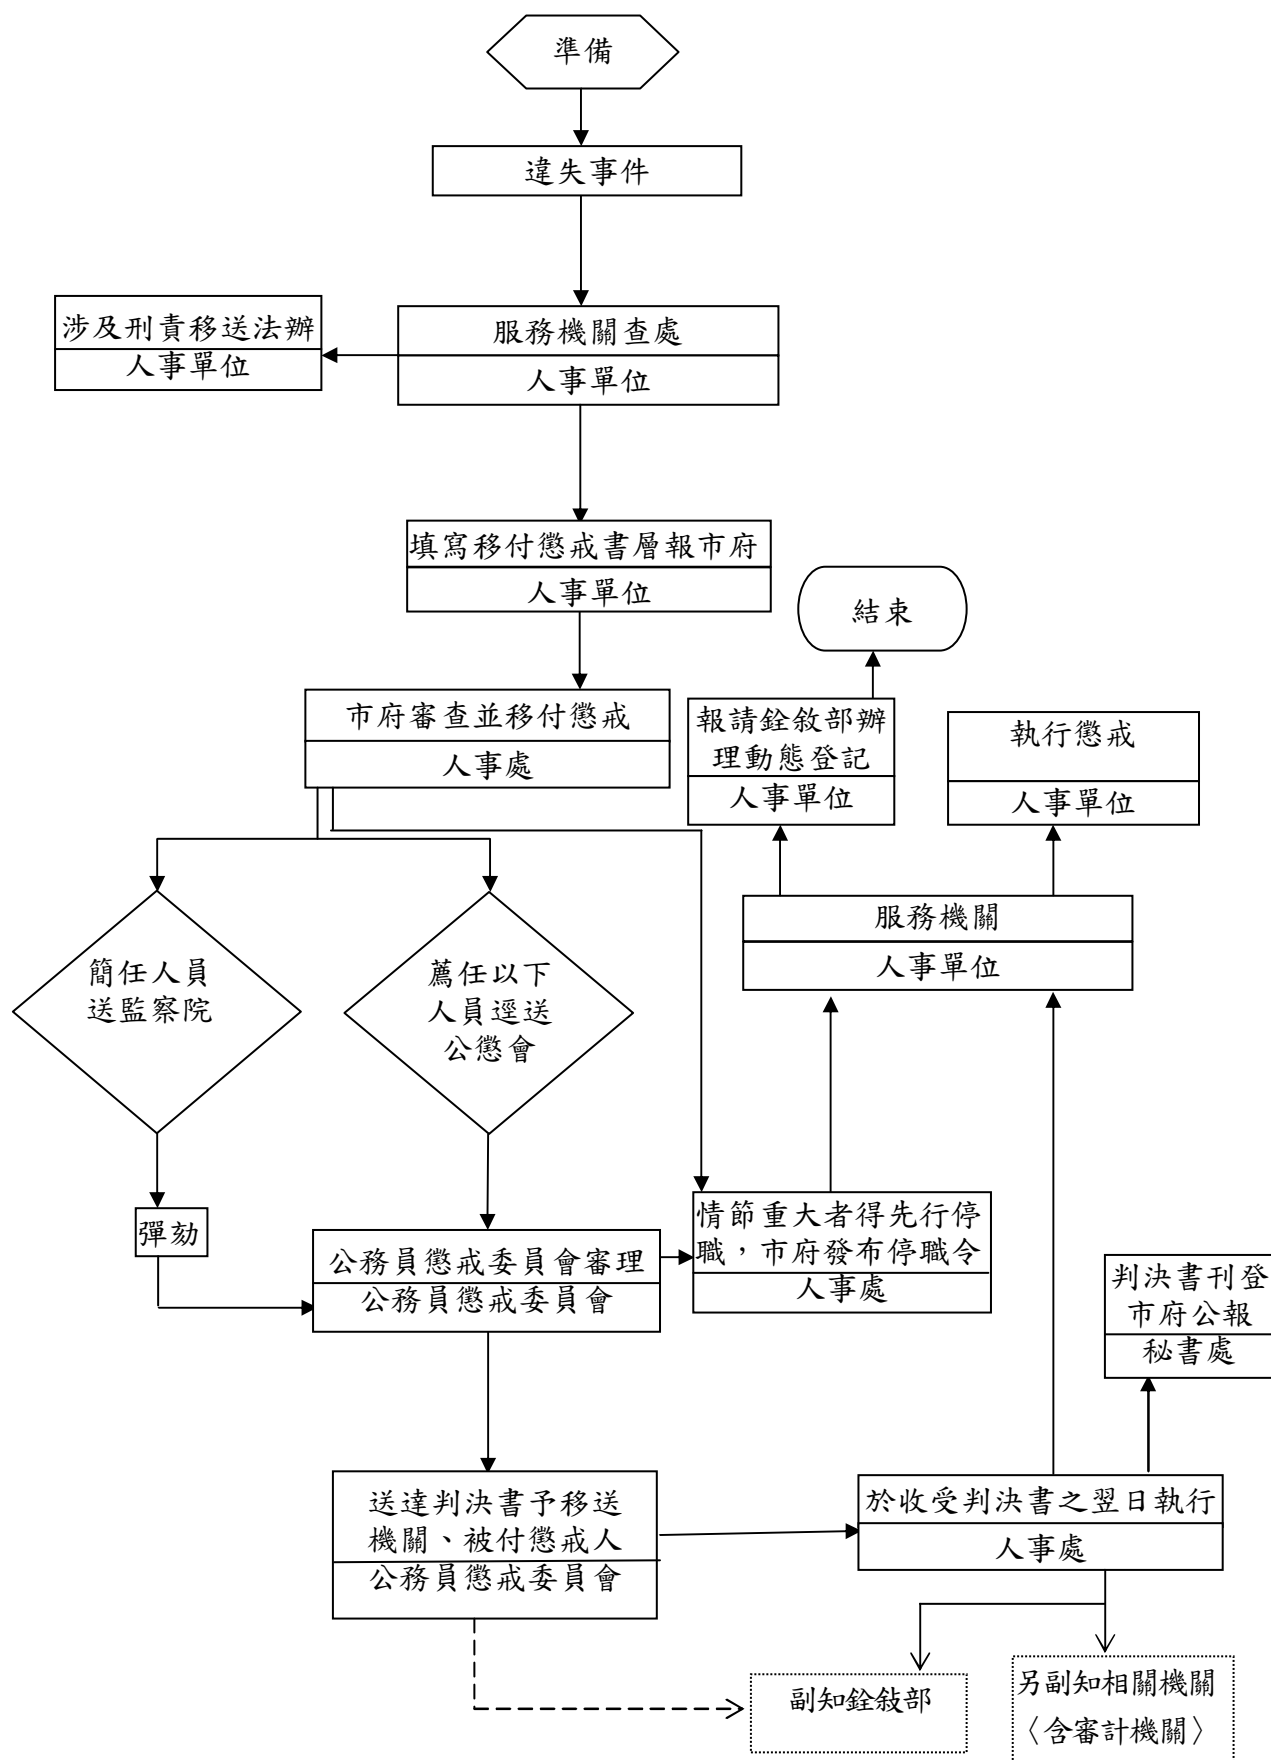 準備
違失事件
涉及刑責移送法辦
人事單位
服務機關查處
人事單位
填寫移付懲戒書層報市府
人事單位
結束
市府審查並移付懲戒
人事處
報請銓敘部辦
理動態登記
人事單位
執行懲戒
人事單位
服務機關
人事單位
簡任人員
送監察院
薦任以下
人員逕送
公懲會
彈劾
公務員懲戒委員會審理
公務員懲戒委員會
情節重大者得先行停
職，市府發布停職令
人事處
判決書刊登
市府公報
秘書處
送達判決書予移送
機關、被付懲戒人
公務員懲戒委員會
於收受判決書之翌日執行
人事處
副知銓敍部
另副知相關機關
〈含審計機關〉